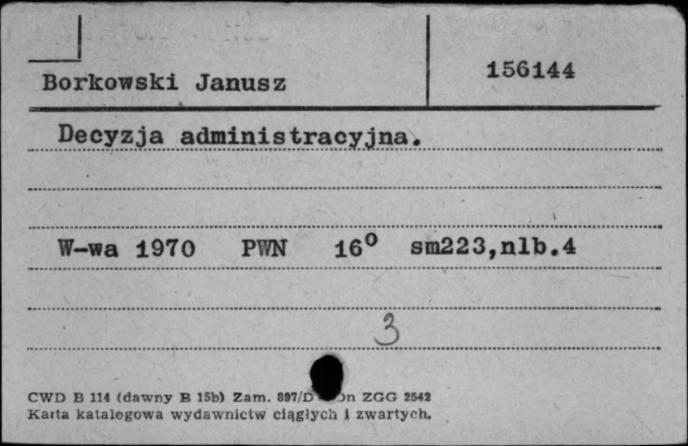 Borkowski Janusz 156144
Decyzja administracyjna.
W-wa 1970 PWN 16° sm223,nlb.4
3
CWD B 114 (dawny B 15b) Zam. 897/D ZGG 2542
Karta katalogowa wydawnictw ciągłych i zwartych.